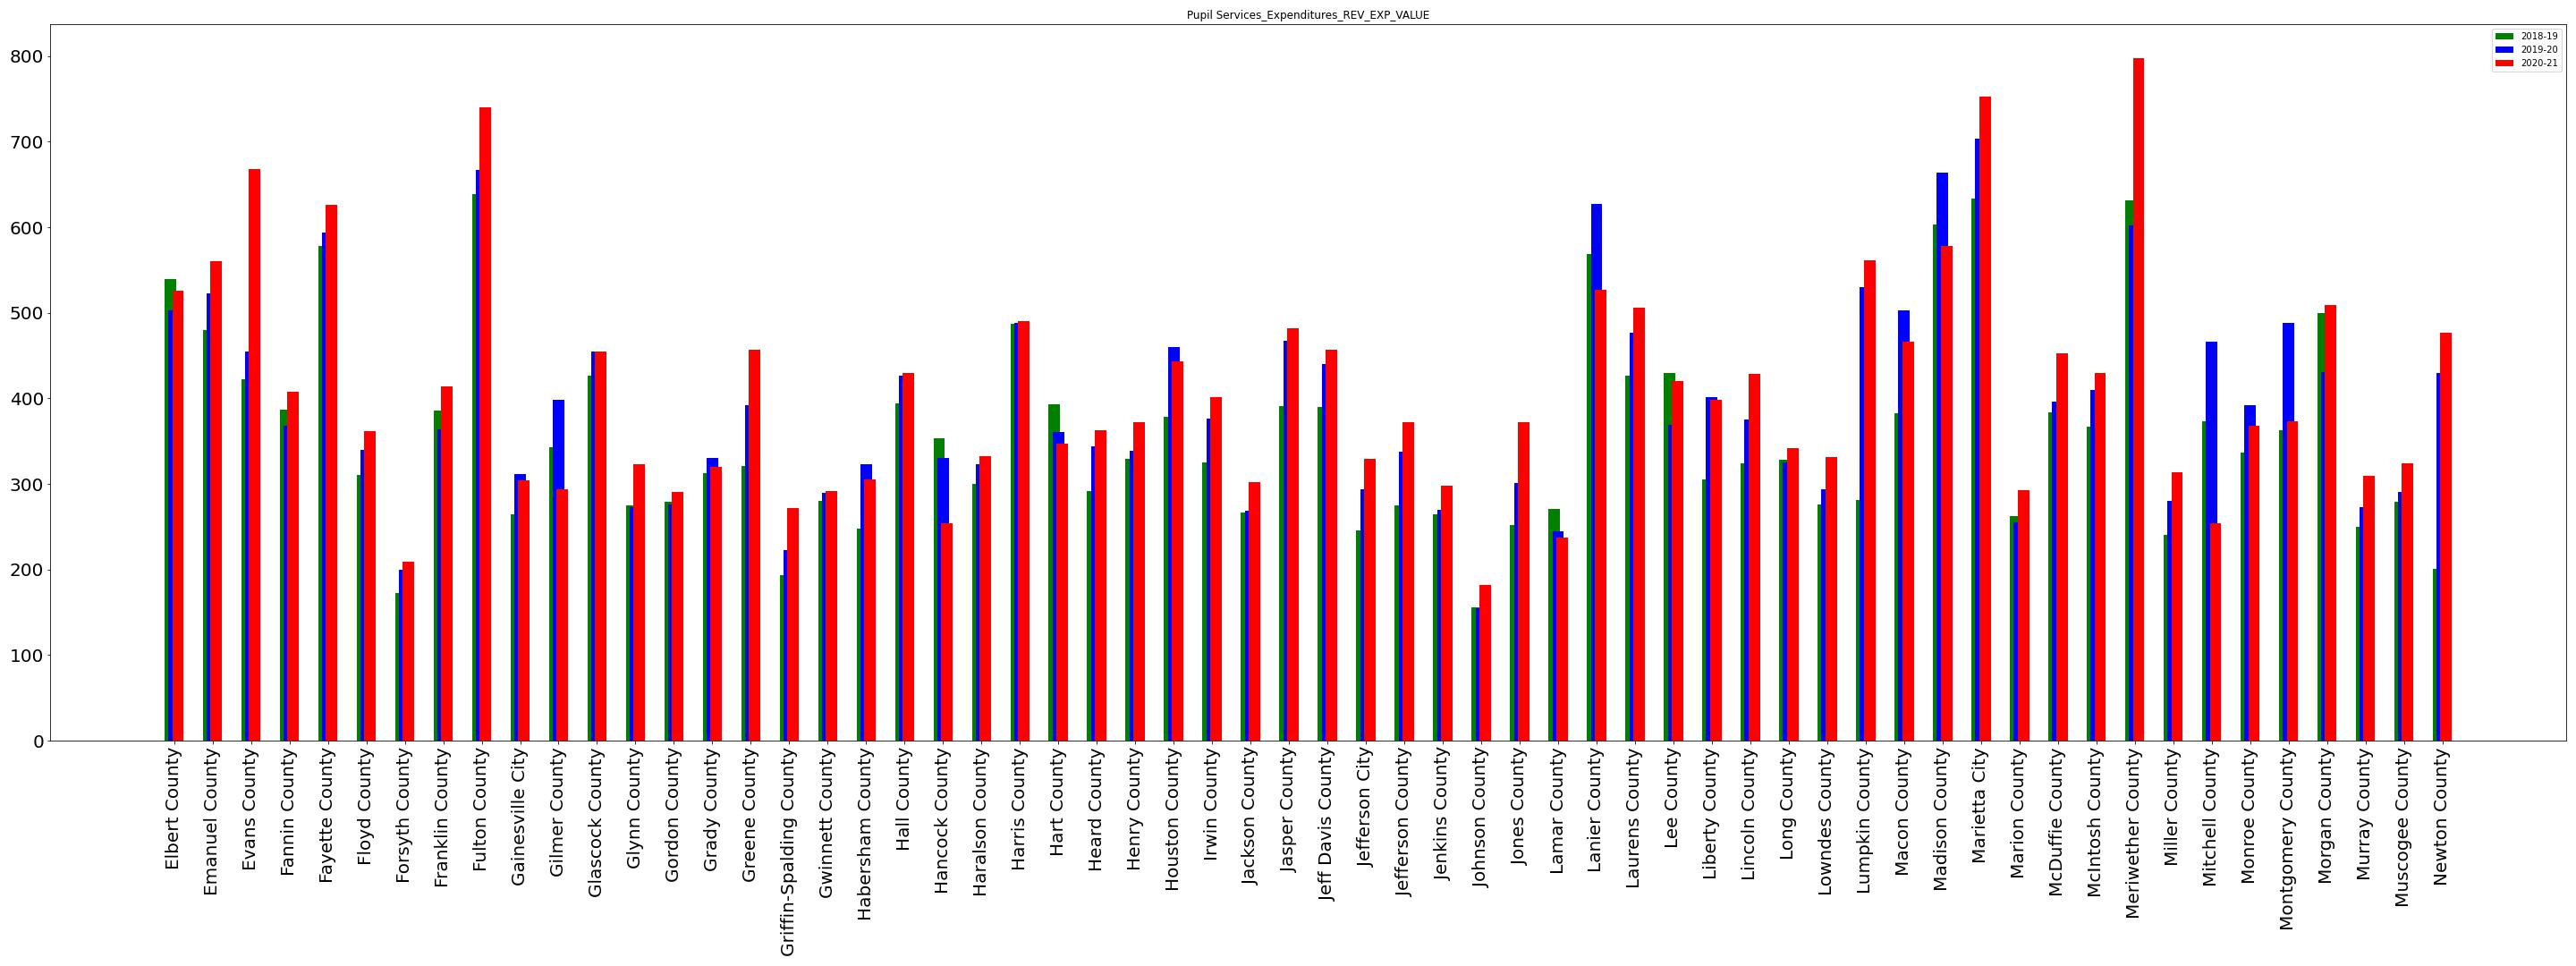 Pupil Services_Expenditures_REV_EXP_VALUE
2018-19
2019-20
2020-21
800
700
600
500
400
300
200
100
0
Elbert County
Emanuel County
Evans County
Fannin County
Fayette County
Floyd County
Forsyth County
Franklin County
Fulton County
Gainesville City
Gilmer County
Glascock County
Glynn County
Gordon County
Grady County
Greene County
Griffin-Spalding County
Gwinnett County
Habersham County
Hall County
Hancock County
Haralson County
Harris County
Hart County
Heard County
Henry County
Houston County
Irwin County
Jackson County
Jasper County
Jeff Davis County
Jefferson City
Jefferson County
Jenkins County
Johnson County
Jones County
Lamar County
Lanier County
Laurens County
Lee County
Liberty County
Lincoln County
Long County
Lowndes County
Lumpkin County
Macon County
Madison County
Marietta City
Marion County
McDuffie County
McIntosh County
Meriwether County
Miller County
Mitchell County
Monroe County
Montgomery County
Morgan County
Murray County
Muscogee County
Newton County